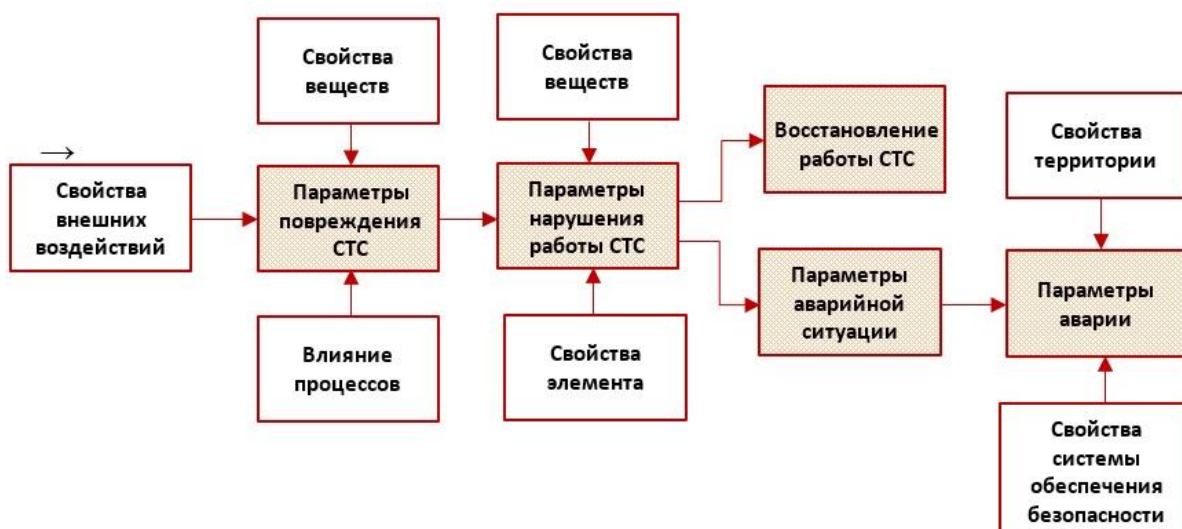 →
Свойства
внешних
воздействий
Свойства
веществ
Параметры
повреждения
СТС
Влияние
процессов
Свойства
веществ
Параметры
нарушения
работы СТС
Свойства
элемента
Восстановление
работы СТС
Параметры
аварийной
ситуации
Свойства
территории
Параметры
аварии
Свойства
системы
обеспечения
безопасности